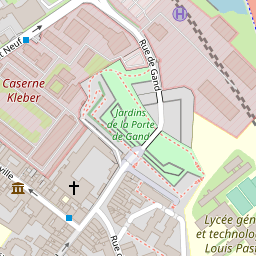 t Neuf
Rue de Gand
H
Caserne
Kleber
Jardins
de la Porte
de Gand
ville
Rue d
Lycée gén
et technolog
Louis Past